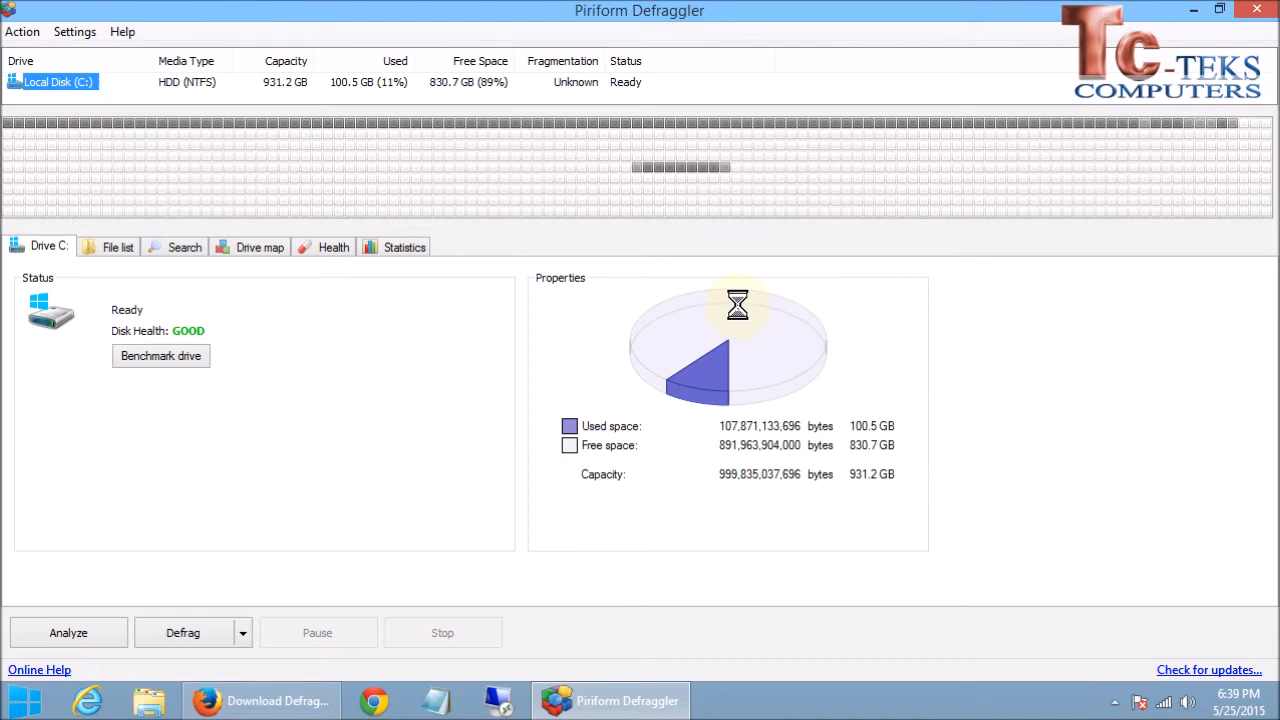 Piriform Defraggler
Action Settings Help
Drive Media Type Capacity Used Free Space Fragmentation Status
Local Disk (C:) HDD (NTFS) 931.2 GB 100.5 GB (11%) 830.7 GB (89%) Unknown Ready
Tc-TEKS
COMPUTERS
Drive C: File list Search Drive map Health Statistics
Status
Ready
Disk Health: GOOD
Benchmark drive
Properties
Used space: 107,871,133,696 bytes 100.5 GB
Free space: 891,963,904,000 bytes 830.7 GB
Capacity: 999,835,037,696 bytes 931.2 GB
Analyze Defrag Pause Stop
Online Help Check for updates...
Download Defrag... Piriform Defraggler
6:39 PM
5/25/2015